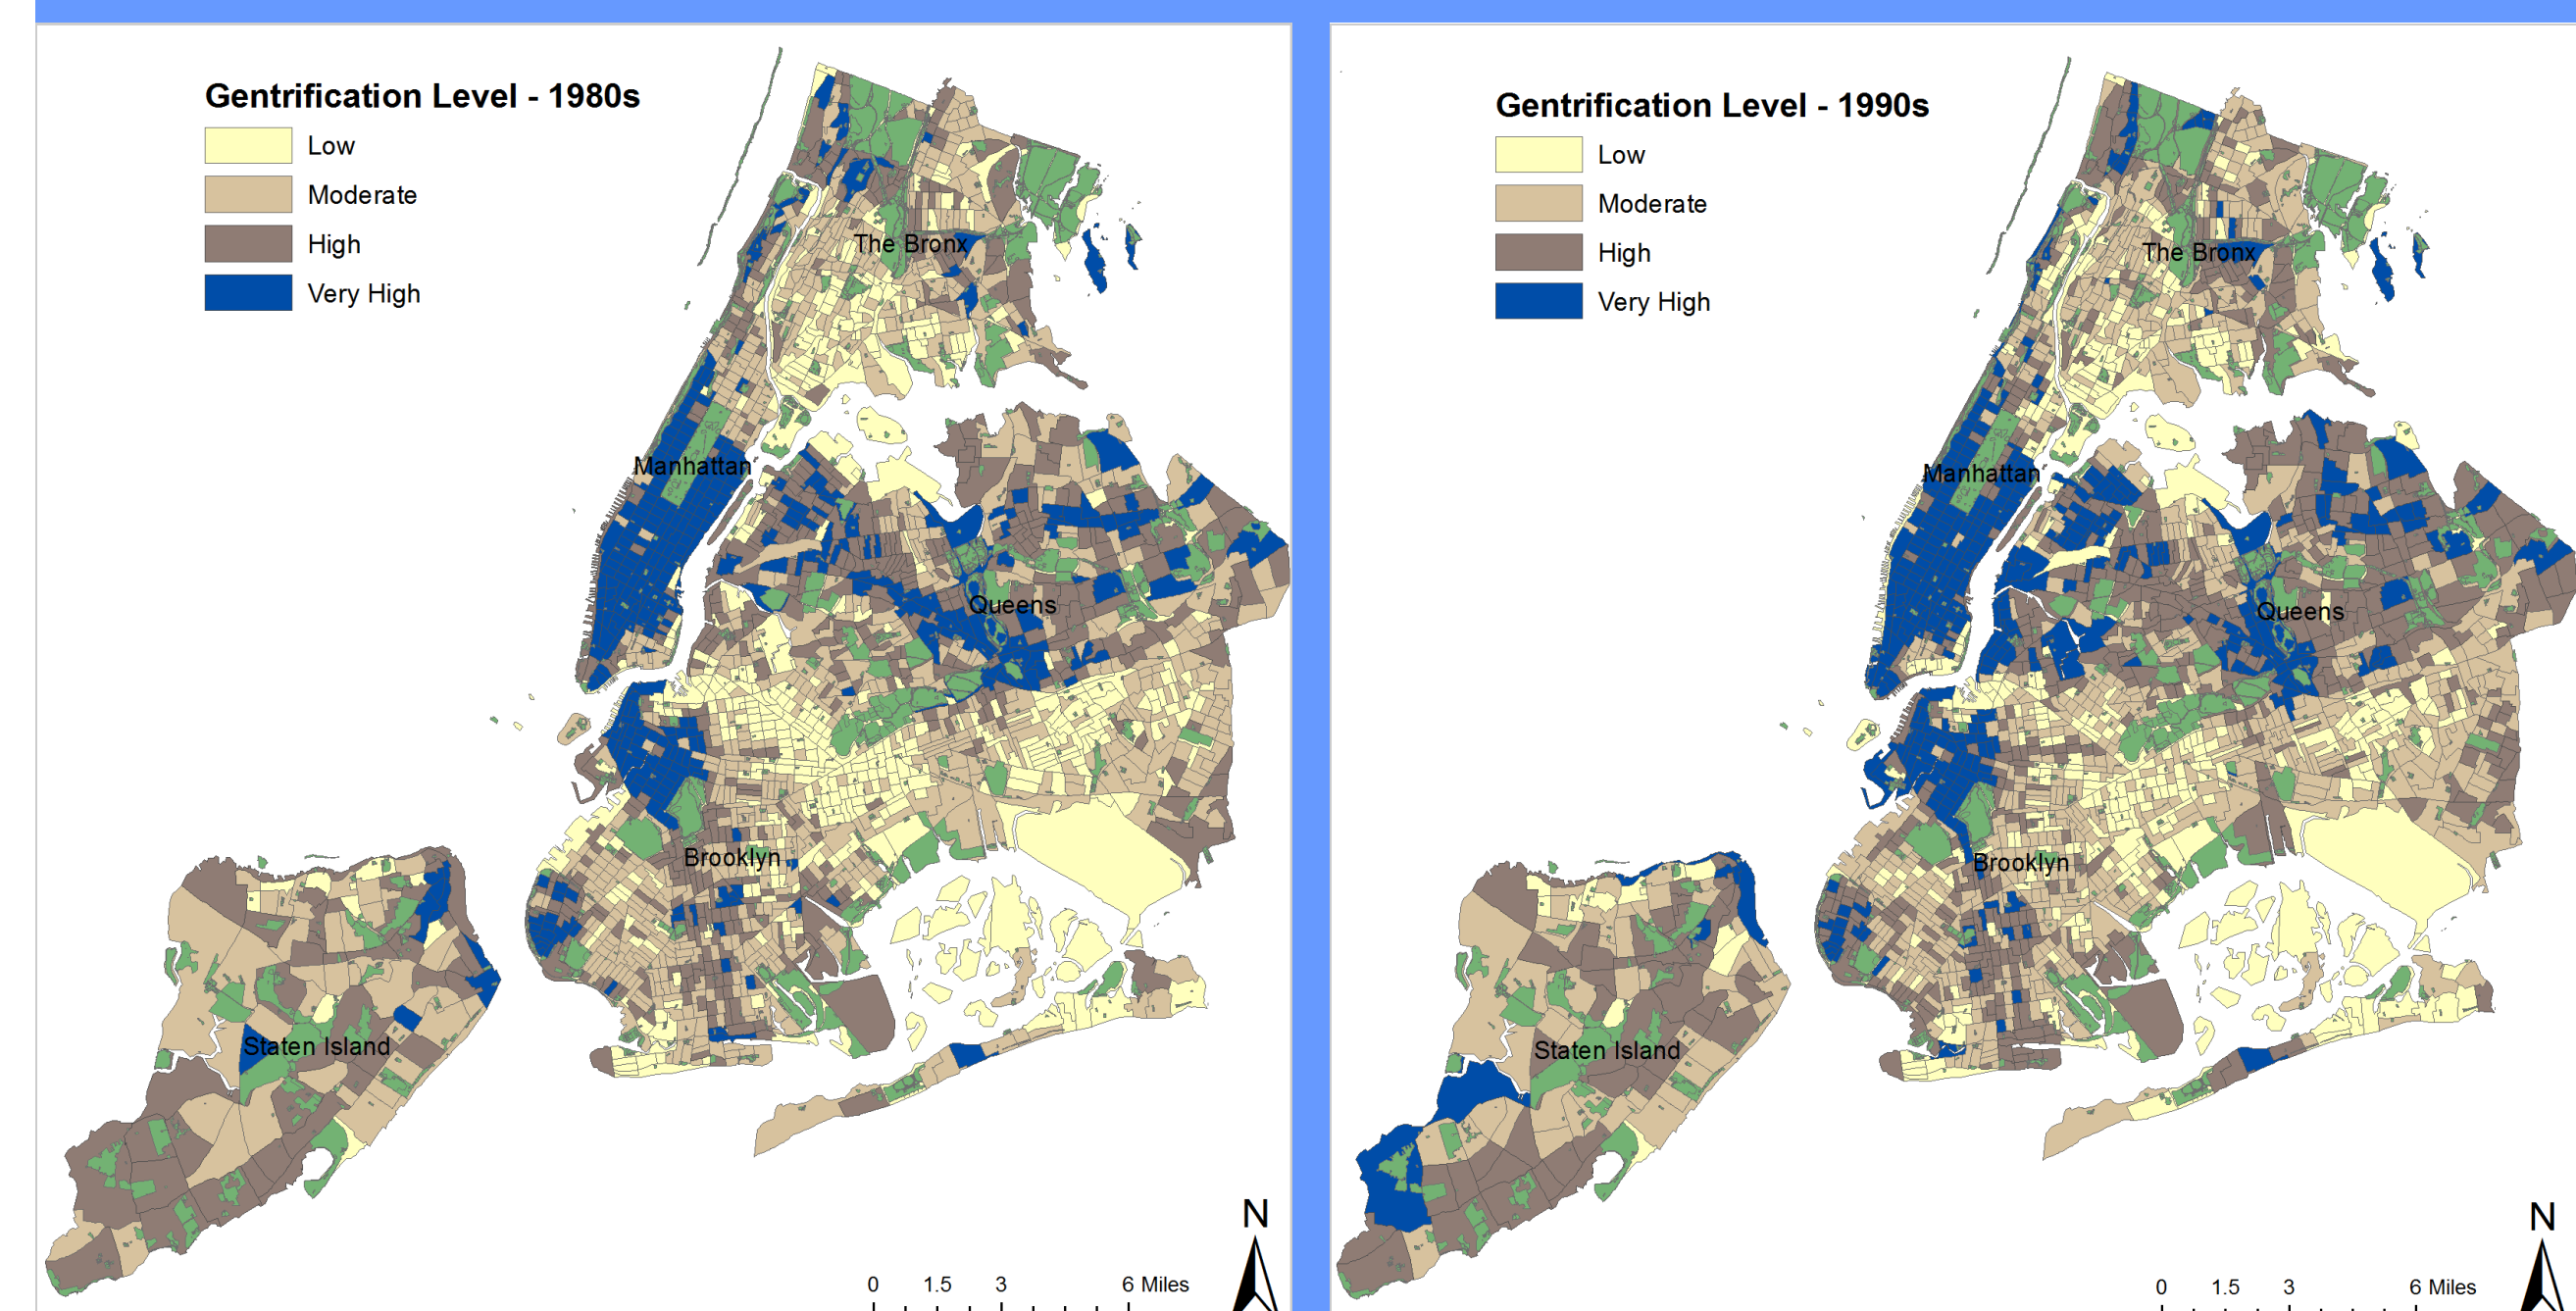 Gentrification Level - 1980s
Low
Moderate
High
Very High
The Bronx
Manhattan
Queens
Brooklyn
Staten Island
N
0 1.5 3 6 Miles
Gentrification Level - 1990s
Low
Moderate
High
Very High
The Bronx
Manhattan
Queens
Brooklyn
Staten Island
N
0 1.5 3 6 Miles